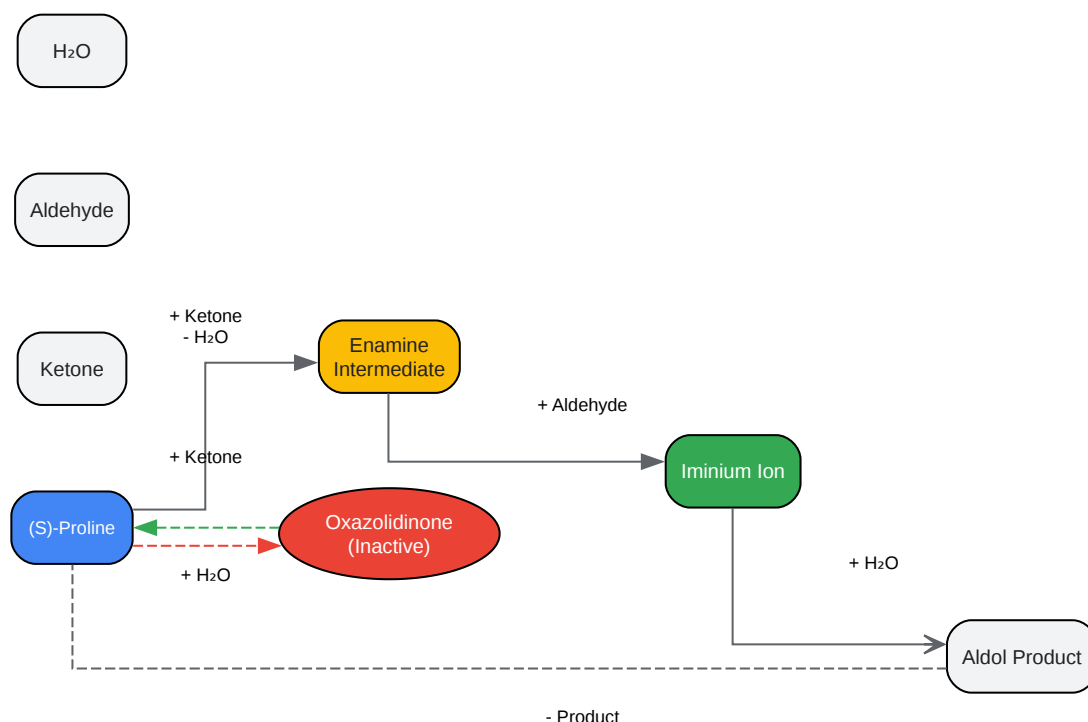 H₂O
Aldehyde
+ Ketone
- H₂O
Enamine
Intermediate
Ketone
+ Aldehyde
+ Ketone
Iminium Ion
(S)-Proline
Oxazolidinone
(Inactive)
+ H₂O
+ H₂O
Aldol Product
- Product